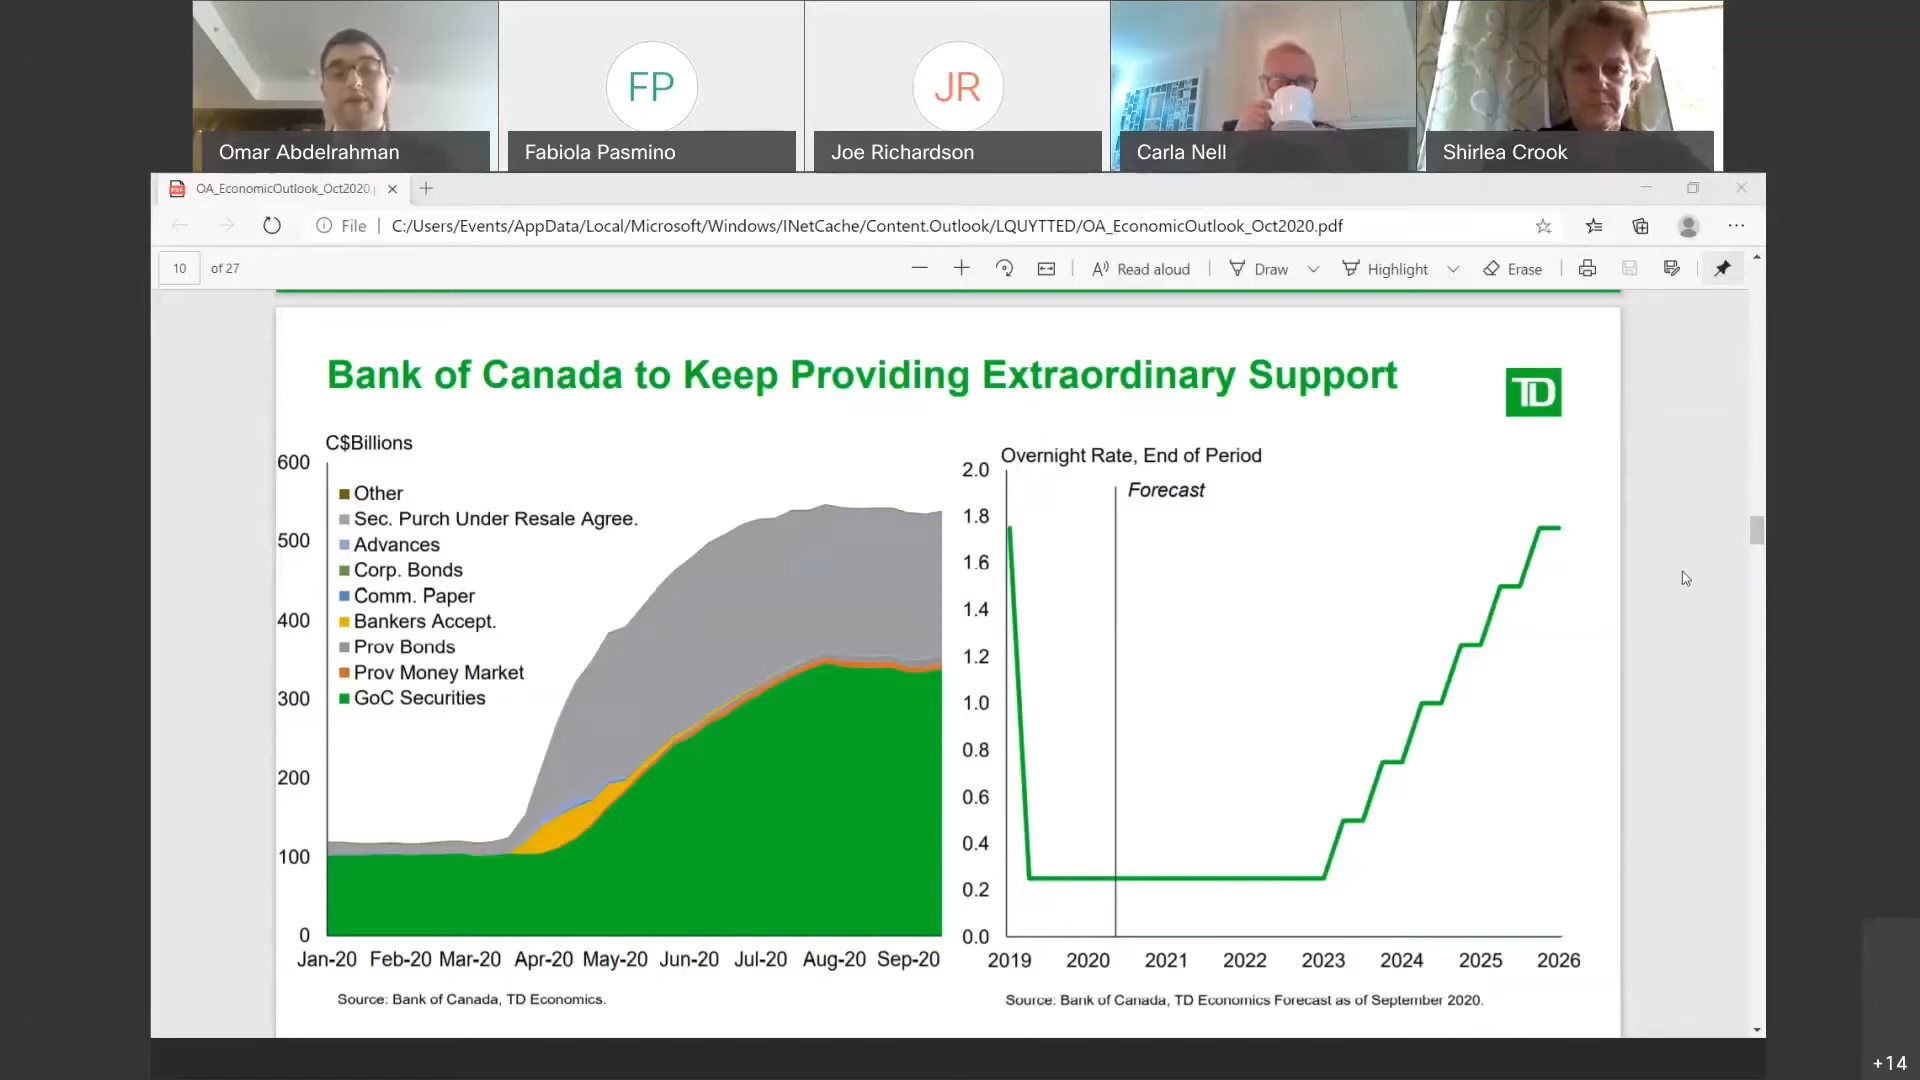 FP
JR
Omar Abdelrahman
Fabiola Pasmino
Joe Richardson
Carla Nell
Shirlea Crook
OA_EconomicOutlook_Oct2020
File
C:/Users/Events/AppData/Local/Microsoft/Windows/INetCache/Content.Outlook/LQUYTTED/OA_EconomicOutlook_Oct2020.pdf
10 of 27
Read aloud
Draw
Highlight
Erase
Bank of Canada to Keep Providing Extraordinary Support
TD
C$Billions
600
500
400
300
200
100
0
Other
Sec. Purch Under Resale Agree.
Advances
Corp. Bonds
Comm. Paper
Bankers Accept.
Prov Bonds
Prov Money Market
GoC Securities
Jan-20 Feb-20 Mar-20 Apr-20 May-20 Jun-20 Jul-20 Aug-20 Sep-20
Source: Bank of Canada, TD Economics.
Overnight Rate, End of Period
Forecast
2.0
1.8
1.6
1.4
1.2
1.0
0.8
0.6
0.4
0.2
0.0
2019 2020 2021 2022 2023 2024 2025 2026
Source: Bank of Canada, TD Economics Forecast as of September 2020.
+14